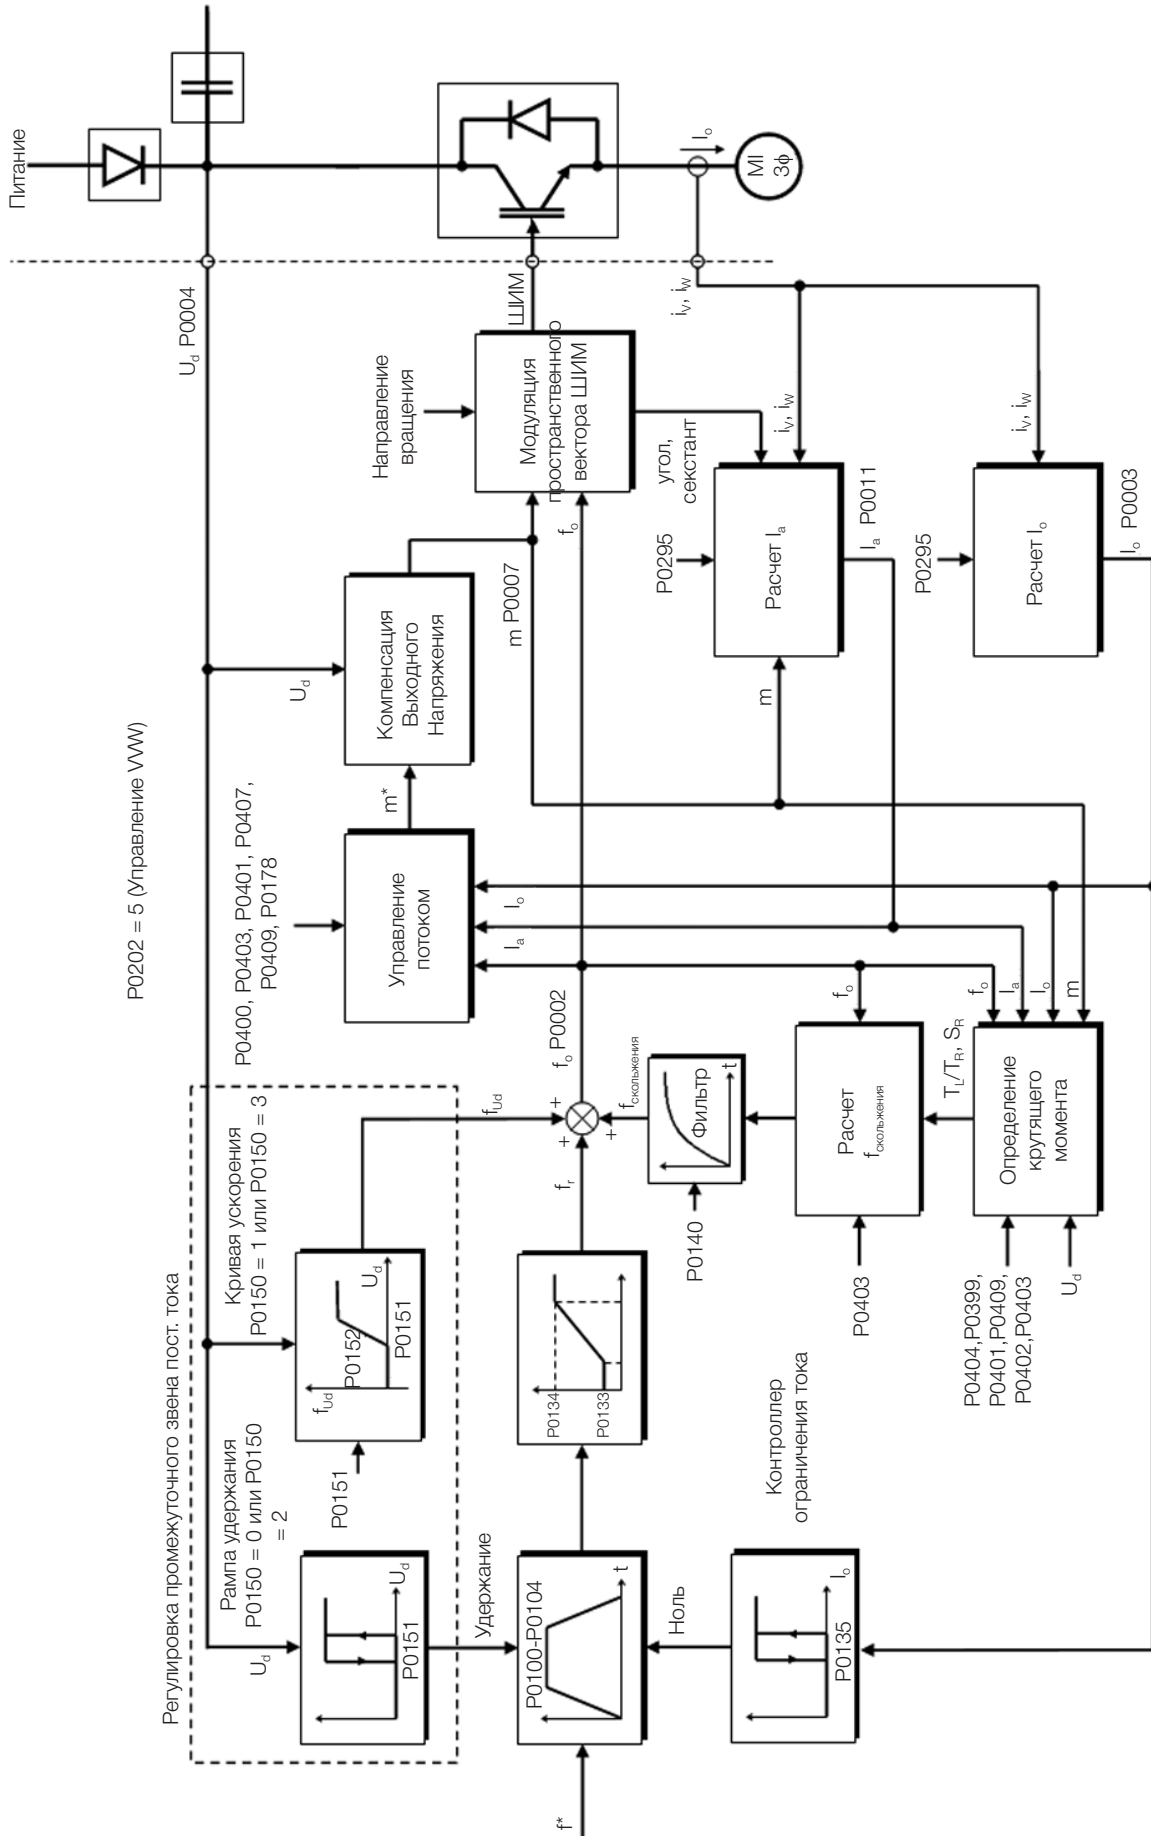 Питание
U_d P0004
P0202 = 5 (Управление VVW)
Регулировка промежуточного звена пост. тока
Рампа удержания
P0150 = 0 или P0150
= 2
U_d
U_d
P0151
Кривая ускорения
P0150 = 1 или P0150 = 3
f_Ud
P0152
U_d
P0151
P0151
f_Ud
P0400, P0403, P0401, P0407,
P0409, P0178
Управление
потоком
I_a
I_o
m*
U_d
Компенсация
Выходного
Напряжения
m P0007
Направление
вращения
Модуляция
пространственного
вектора ШИМ
ШИМ
f_o
I_o
MI
3ф
i_V, i_W
f*
Удержание
P0100-P0104
t
Ноль
P0134
P0133
f_r
+
+
+
f_o P0002
f_скольжения
Фильтр
t
P0140
Контроллер
ограничения тока
I_o
P0135
Расчет
f_скольжения
P0403
f_o
T_L/T_R, S_R
Определение
крутящего
момента
P0404,P0399,
P0401,P0409,
P0402,P0403
U_d
f_o
I_a
I_o
m
угол,
секстант
P0295
Расчет I_a
m
i_V, i_W
I_a P0011
P0295
Расчет I_o
i_V, i_W
I_o P0003